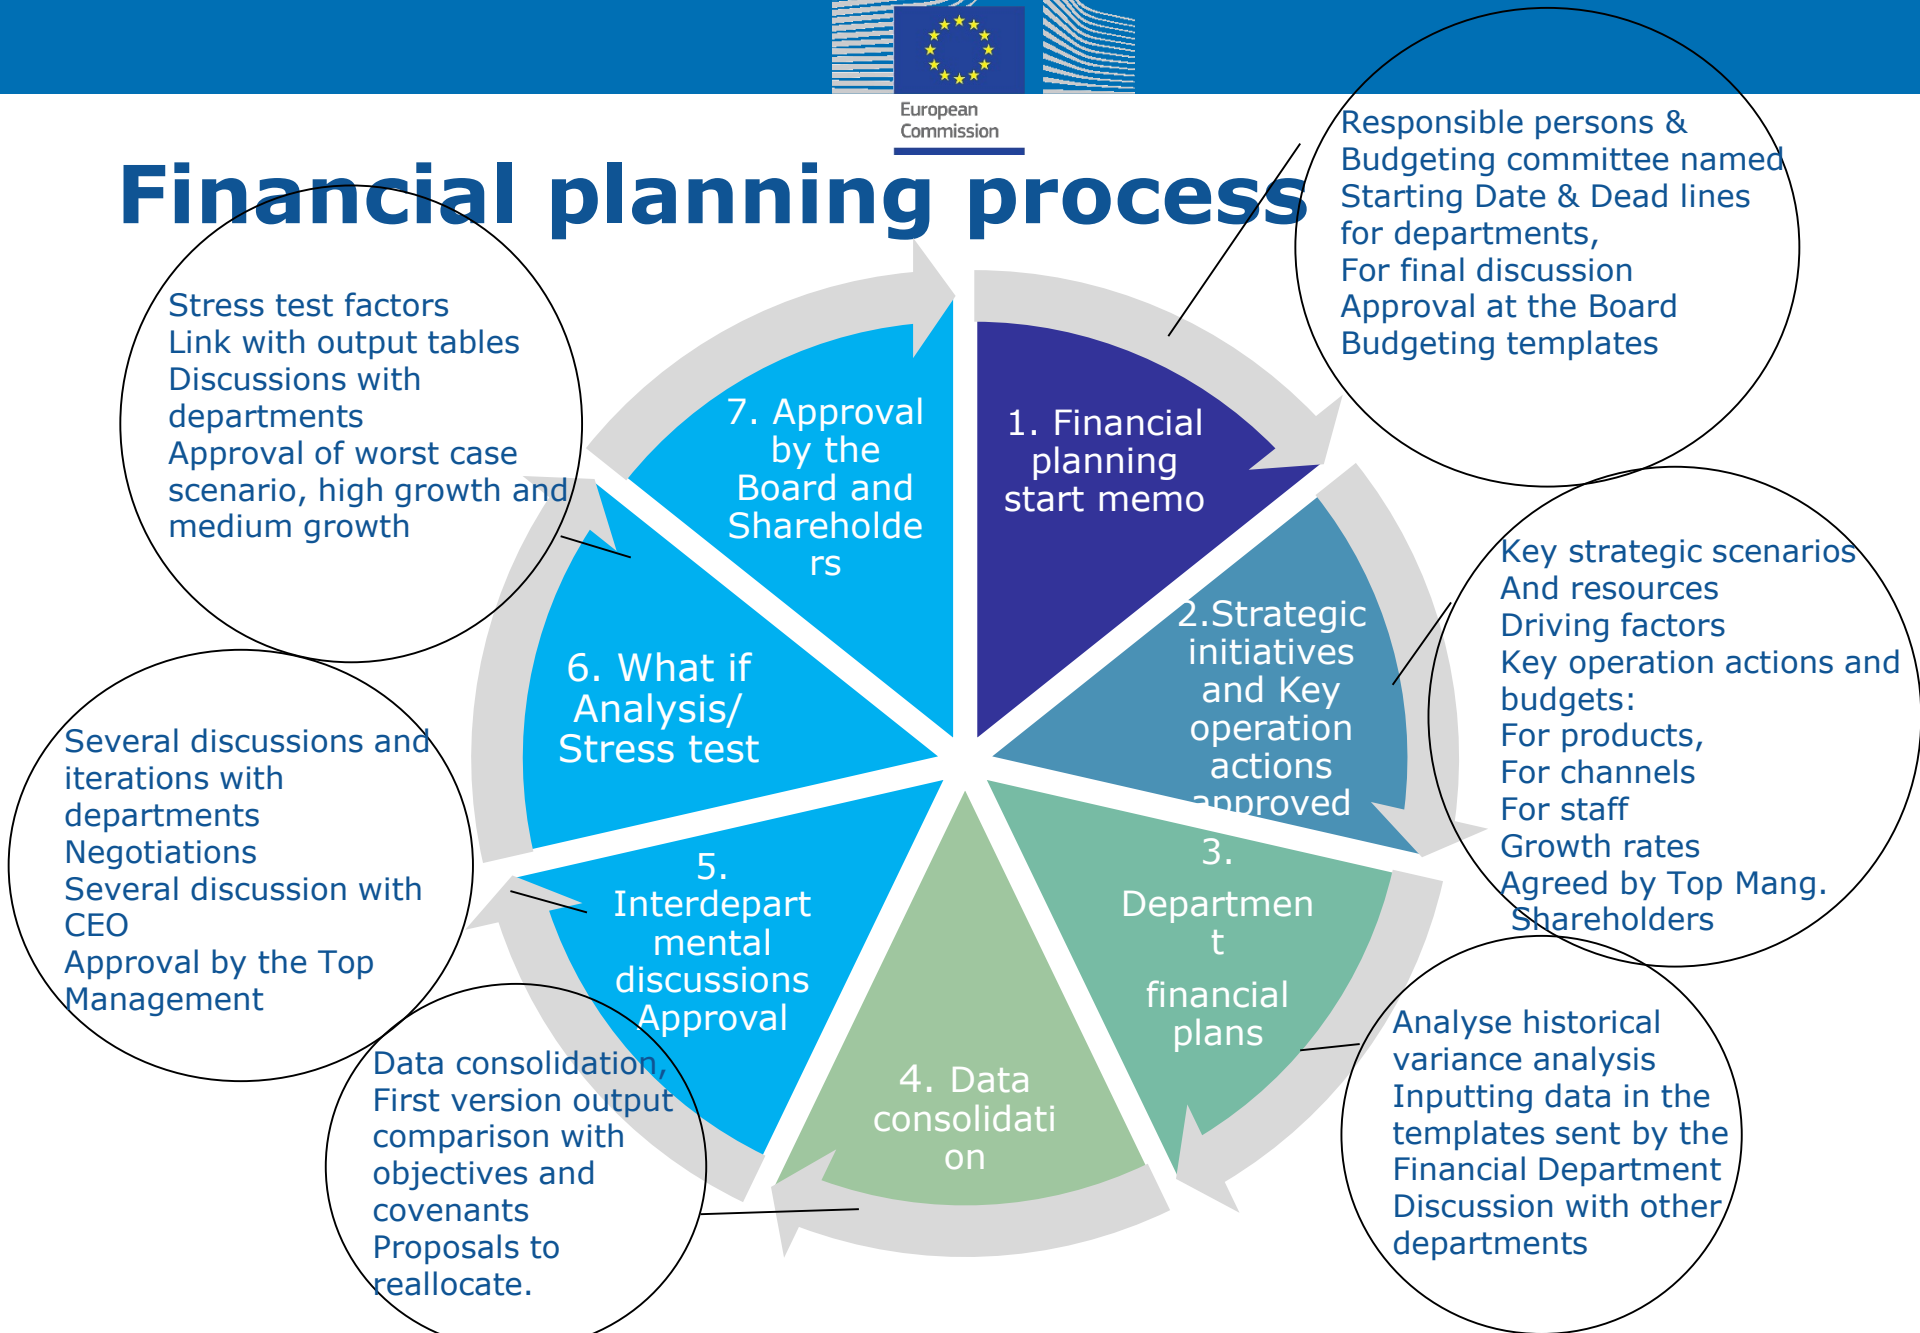 European
Commission
Financial planning process
Responsible persons &
Budgeting committee named
Starting Date & Dead lines
for departments,
For final discussion
Approval at the Board
Budgeting templates
Stress test factors
Link with output tables
Discussions with
departments
Approval of worst case
scenario, high growth and
medium growth
7. Approval
by the
Board and
Shareholde
rs
1. Financial
planning
start memo
Key strategic scenarios
And resources
Driving factors
Key operation actions and
budgets:
For products,
For channels
For staff
Growth rates
Agreed by Top Mang.
Shareholders
2.Strategic
initiatives
and Key
operation
actions
approved
6. What if
Analysis/
Stress test
Several discussions and
iterations with
departments
Negotiations
Several discussion with
CEO
Approval by the Top
Management
5.
Interdepart
mental
discussions
Approval
3.
Departmen
t
financial
plans
Analyse historical
variance analysis
Inputting data in the
templates sent by the
Financial Department
Discussion with other
departments
Data consolidation,
First version output
comparison with
objectives and
covenants
Proposals to
reallocate.
4. Data
consolidati
on